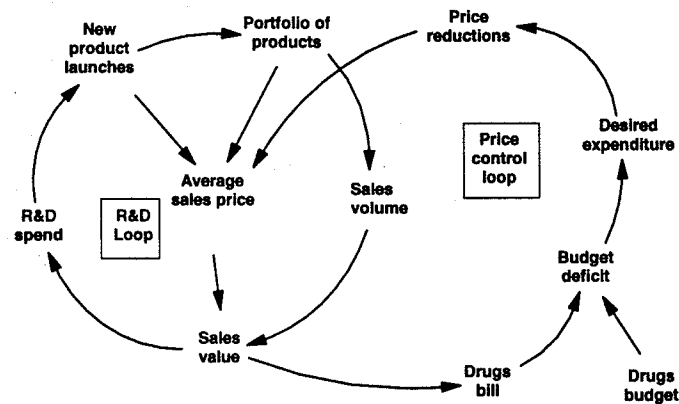 New
product
launches
Portfolio of
products
Price
reductions
Desired
expenditure
Price
control
loop
Average
sales price
Sales
volume
R&D
spend
R&D
Loop
Budget
deficit
Sales
value
Drugs
bill
Drugs
budget